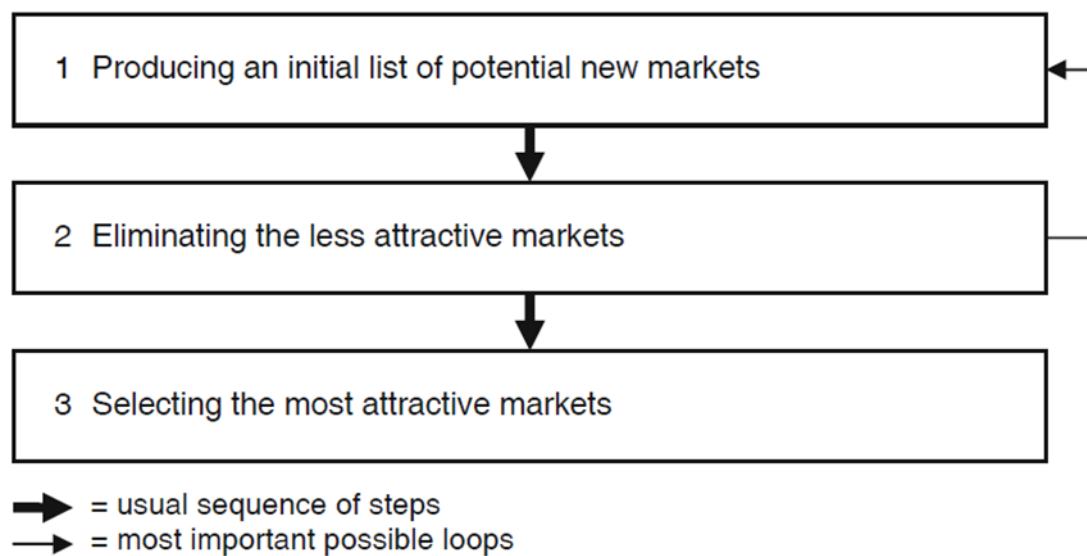 1 Producing an initial list of potential new markets
2 Eliminating the less attractive markets
3 Selecting the most attractive markets
= usual sequence of steps
= most important possible loops